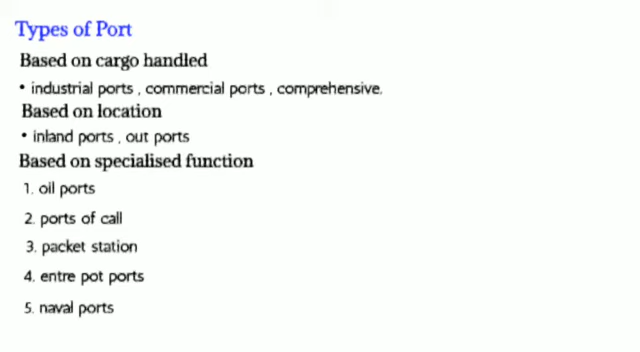 Types of Port
Based on cargo handled
• industrial ports , commercial ports , comprehensive.
Based on location
• inland ports , out ports
Based on specialised function
1. oil ports
2. ports of call
3. packet station
4. entre pot ports
5. naval ports